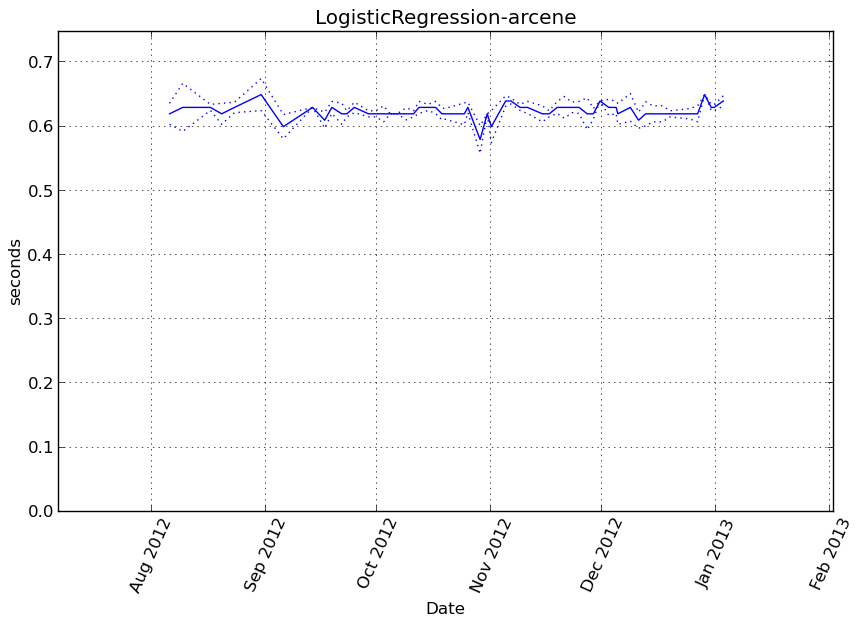 LogisticRegression-arcene
0.7
0.6
0.5
0.4
0.3
0.2
0.1
0.0
seconds
Aug 2012
Sep 2012
Oct 2012
Nov 2012
Dec 2012
Jan 2013
Feb 2013
Date